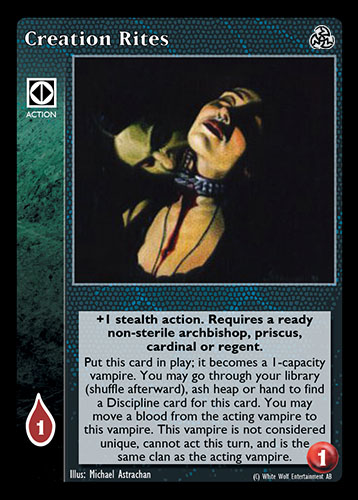 Creation Rites
ACTION
+1 stealth action. Requires a ready
non-sterile archbishop, priscus,
cardinal or regent.
Put this card in play; it becomes a 1-capacity
vampire. You may go through your library
(shuffle afterward), ash heap or hand to find
a Discipline card for this card. You may
move a blood from the acting vampire to
this vampire. This vampire is not considered
unique, cannot act this turn, and is the
same clan as the acting vampire.
1
1
Illus: Michael Astrachan
(C) White Wolf Entertainment AB